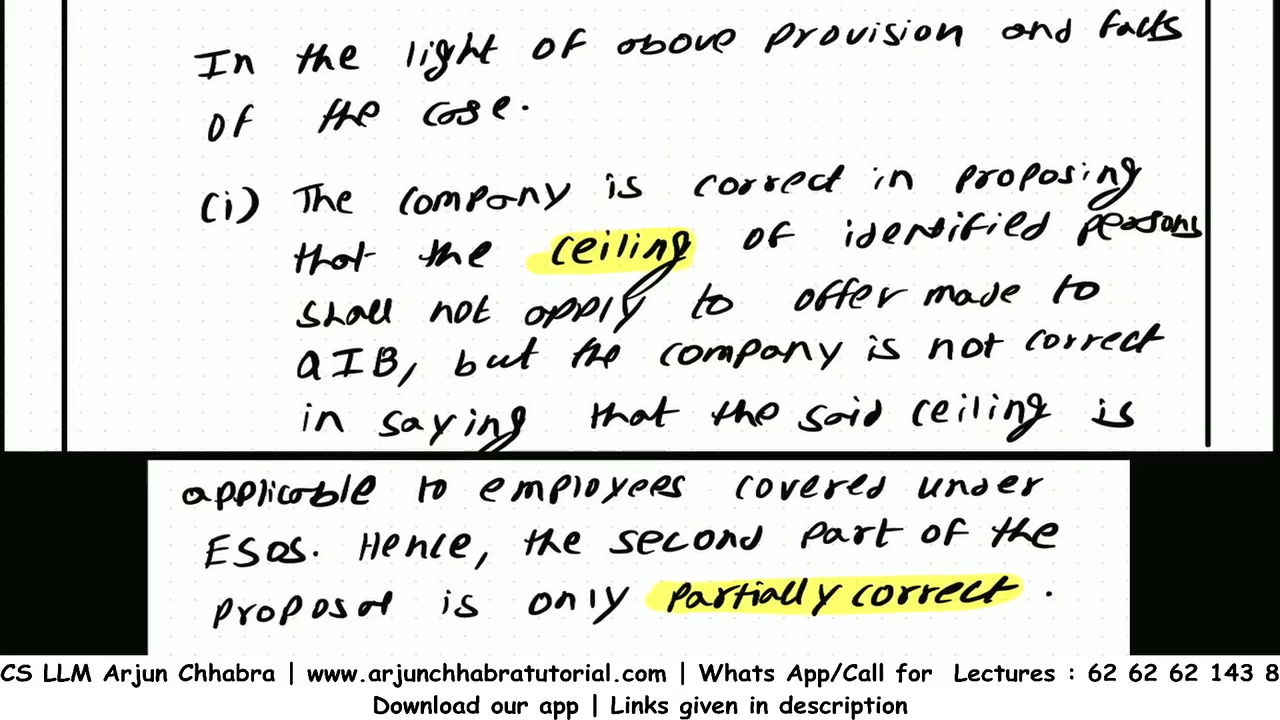 In the light of above provision and facts
of the case.
(i) The company is correct in proposing
that the ceiling of identified persons
shall not apply to offer made to
QIB, but the company is not correct
in saying that the said ceiling is
applicable to employees covered under
ESOS. Hence, the second part of the
proposal is only partially correct.
CS LLM Arjun Chhabra | www.arjunchhabratutorial.com | Whats App/Call for Lectures : 62 62 62 143 8
Download our app | Links given in description